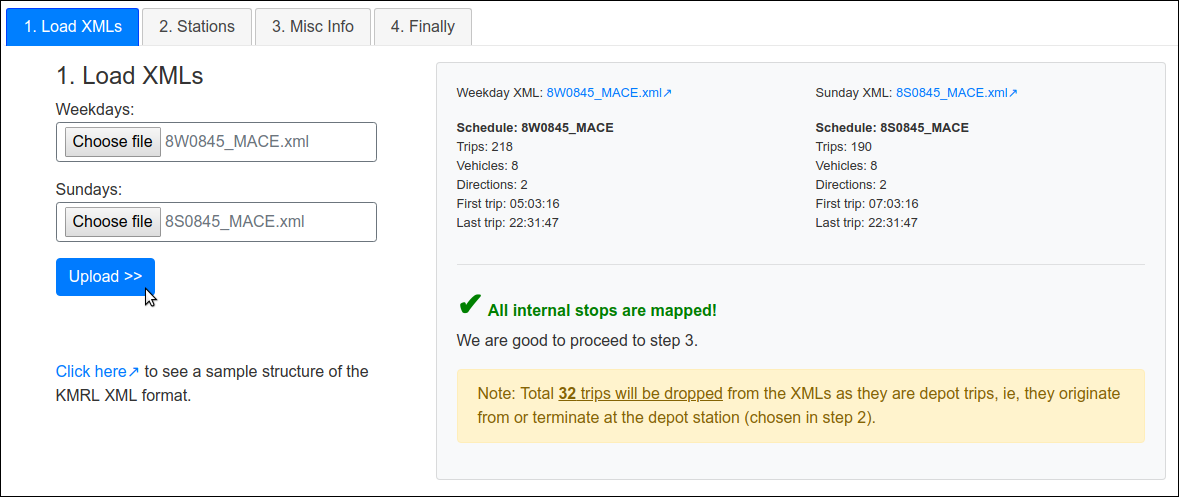 1. Load XMLs
2. Stations
3. Misc Info
4. Finally
1. Load XMLs
Weekdays:
Choose file 8W0845_MACE.xml
Sundays:
Choose file 8S0845_MACE.xml
Upload >>
Click here↗ to see a sample structure of the
KMRL XML format.
Weekday XML: 8W0845_MACE.xml↗
Schedule: 8W0845_MACE
Trips: 218
Vehicles: 8
Directions: 2
First trip: 05:03:16
Last trip: 22:31:47
Sunday XML: 8S0845_MACE.xml↗
Schedule: 8S0845_MACE
Trips: 190
Vehicles: 8
Directions: 2
First trip: 07:03:16
Last trip: 22:31:47
✔ All internal stops are mapped!
We are good to proceed to step 3.
Note: Total 32 trips will be dropped from the XMLs as they are depot trips, ie, they originate
from or terminate at the depot station (chosen in step 2).